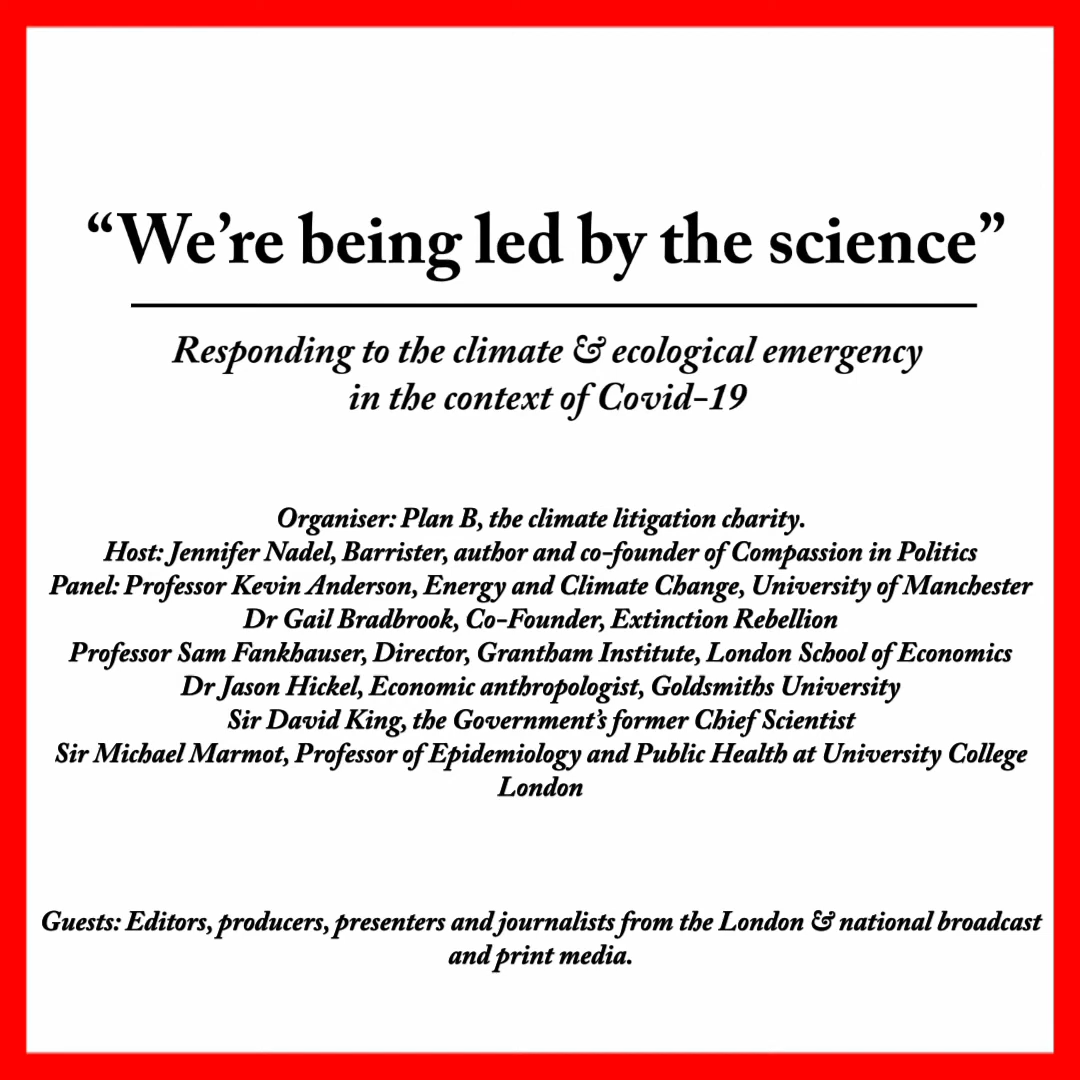 “We’re being led by the science”
Responding to the climate & ecological emergency
in the context of Covid-19
Organiser: Plan B, the climate litigation charity.
Host: Jennifer Nadel, Barrister, author and co-founder of Compassion in Politics
Panel: Professor Kevin Anderson, Energy and Climate Change, University of Manchester
Dr Gail Bradbrook, Co-Founder, Extinction Rebellion
Professor Sam Fankhauser, Director, Grantham Institute, London School of Economics
Dr Jason Hickel, Economic anthropologist, Goldsmiths University
Sir David King, the Government’s former Chief Scientist
Sir Michael Marmot, Professor of Epidemiology and Public Health at University College
London
Guests: Editors, producers, presenters and journalists from the London & national broadcast
and print media.